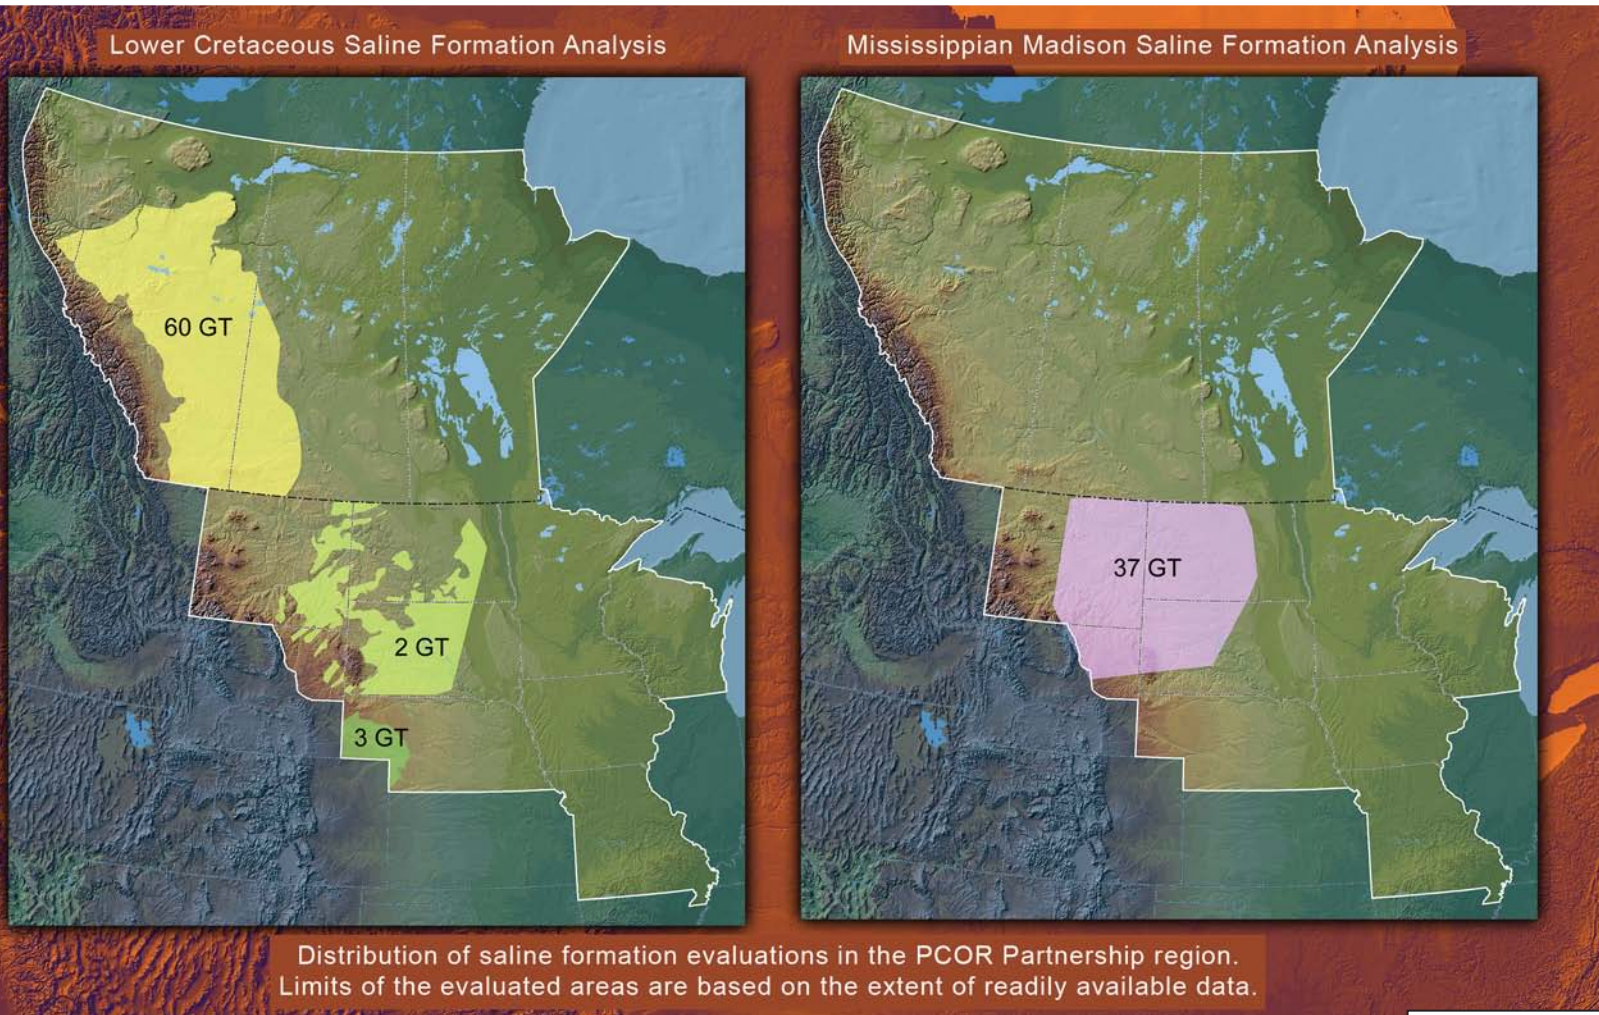 Lower Cretaceous Saline Formation Analysis
Mississippian Madison Saline Formation Analysis
60 GT
2 GT
3 GT
37 GT
Distribution of saline formation evaluations in the PCOR Partnership region.
Limits of the evaluated areas are based on the extent of readily available data.